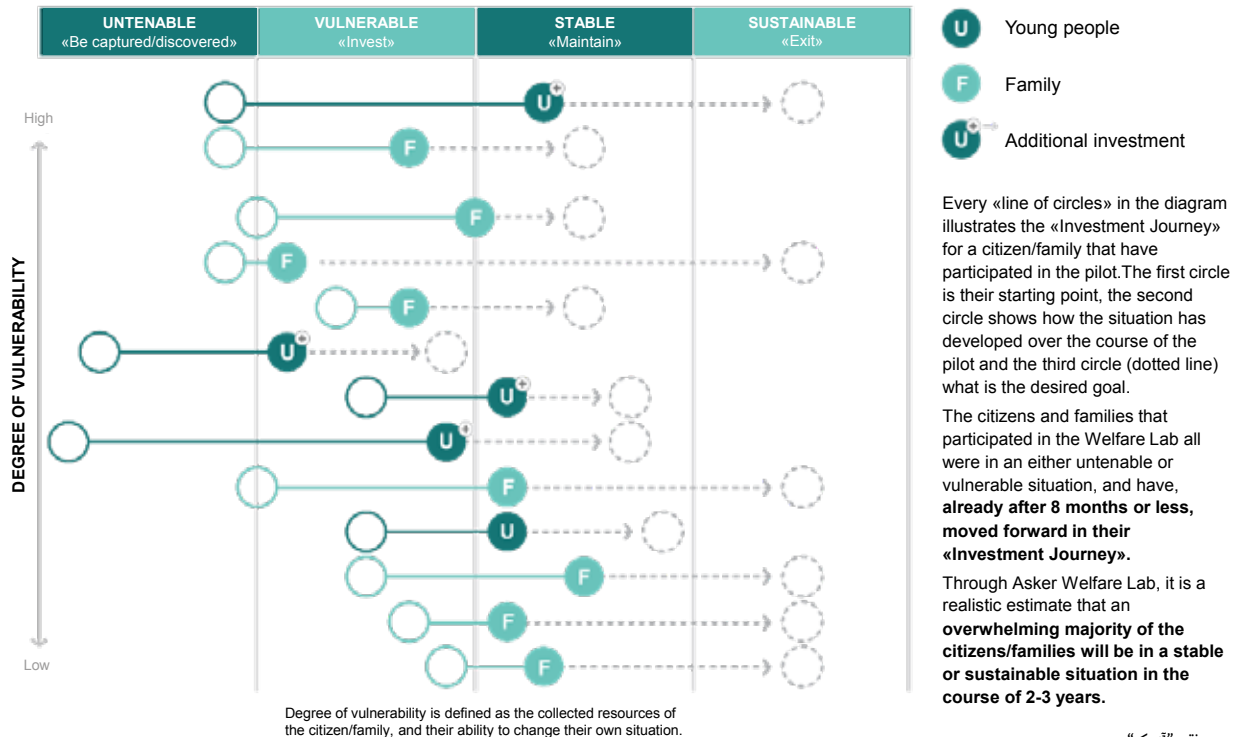 UNTENABLE
«Be captured/discovered»
VULNERABLE
«Invest»
STABLE
«Maintain»
SUSTAINABLE
«Exit»
High
DEGREE OF VULNERABILITY
Low
U
F
F
F
F
U
U
U
F
U
F
F
F
Degree of vulnerability is defined as the collected resources of
the citizen/family, and their ability to change their own situation.
U Young people
F Family
U Additional investment
Every «line of circles» in the diagram
illustrates the «Investment Journey»
for a citizen/family that have
participated in the pilot.The first circle
is their starting point, the second
circle shows how the situation has
developed over the course of the
pilot and the third circle (dotted line)
what is the desired goal.
The citizens and families that
participated in the Welfare Lab all
were in an either untenable or
vulnerable situation, and have,
already after 8 months or less,
moved forward in their
«Investment Journey».
Through Asker Welfare Lab, it is a
realistic estimate that an
overwhelming majority of the
citizens/families will be in a stable
or sustainable situation in the
course of 2-3 years.